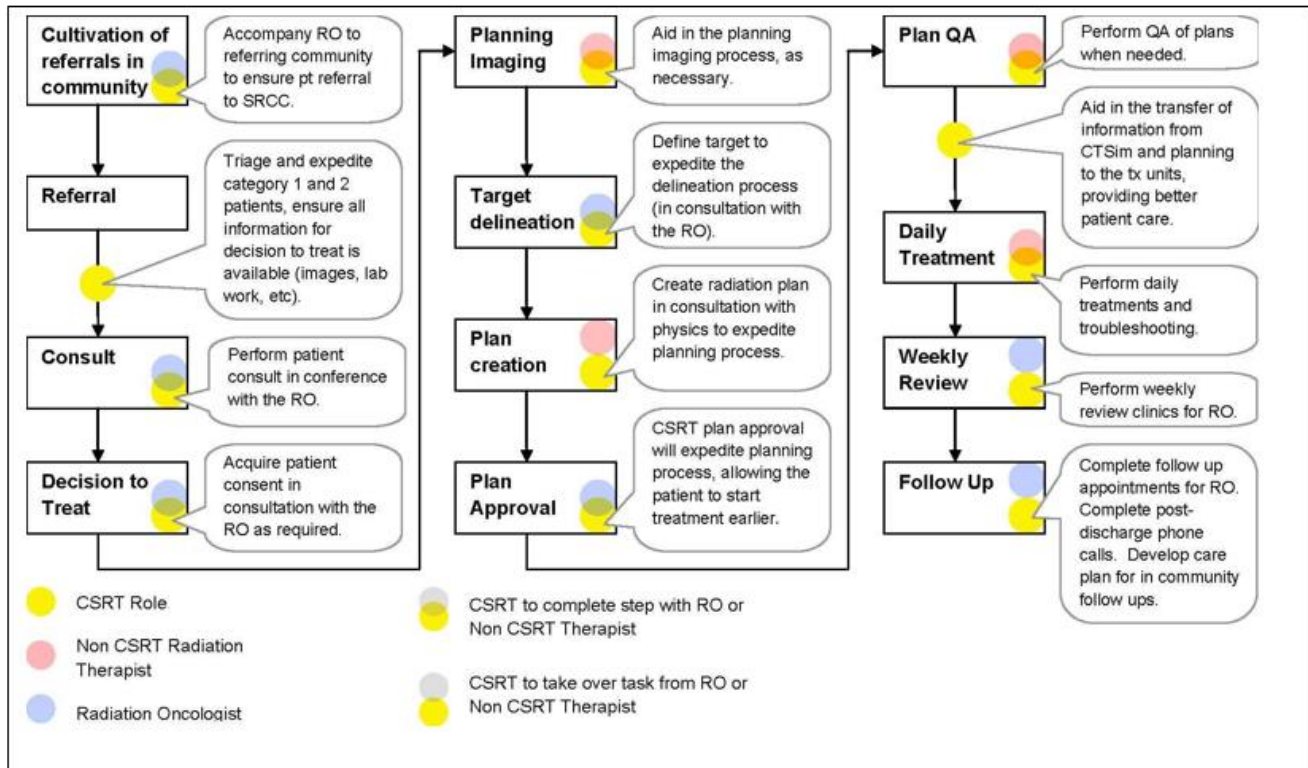 Cultivation of
referrals in
community
Accompany RO to
referring community
to ensure pt referral
to SRCC.
Referral
Triage and expedite
category 1 and 2
patients, ensure all
information for
decision to treat is
available (images, lab
work, etc).
Consult
Perform patient
consult in conference
with the RO.
Decision to
Treat
Acquire patient
consent in
consultation with the
RO as required.
Planning
Imaging
Aid in the planning
imaging process, as
necessary.
Target
delineation
Define target to
expedite the
delineation process
(in consultation with
the RO).
Plan
creation
Create radiation plan
in consultation with
physics to expedite
planning process.
Plan
Approval
CSRT plan approval
will expedite planning
process, allowing the
patient to start
treatment earlier.
Plan QA
Perform QA of plans
when needed.
Aid in the transfer of
information from
CTSim and planning
to the tx units,
providing better
patient care.
Daily
Treatment
Perform daily
treatments and
troubleshooting.
Weekly
Review
Perform weekly
review clinics for RO.
Follow Up
Complete follow up
appointments for RO.
Complete post-
discharge phone
calls. Develop care
plan for in community
follow ups.
CSRT Role
Non CSRT Radiation
Therapist
Radiation Oncologist
CSRT to complete step with RO or
Non CSRT Therapist
CSRT to take over task from RO or
Non CSRT Therapist